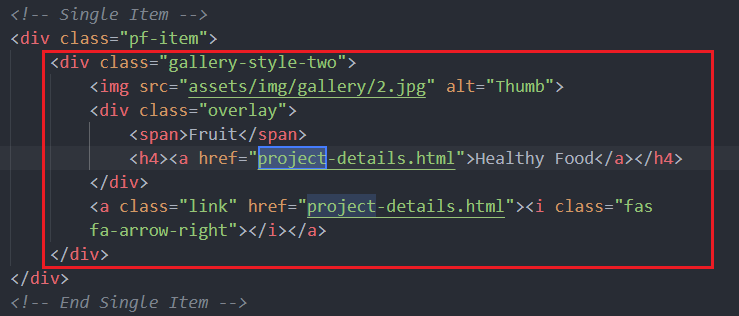 <!-- Single Item -->
<div class="pf-item">
<div class="gallery-style-two">
<img src="assets/img/gallery/2.jpg" alt="Thumb">
<div class="overlay">
<span>Fruit</span>
<h4><a href="project-details.html">Healthy Food</a></h4>
</div>
<a class="link" href="project-details.html"><i class="fas
fa-arrow-right"></i></a>
</div>
</div>
<!-- End Single Item -->